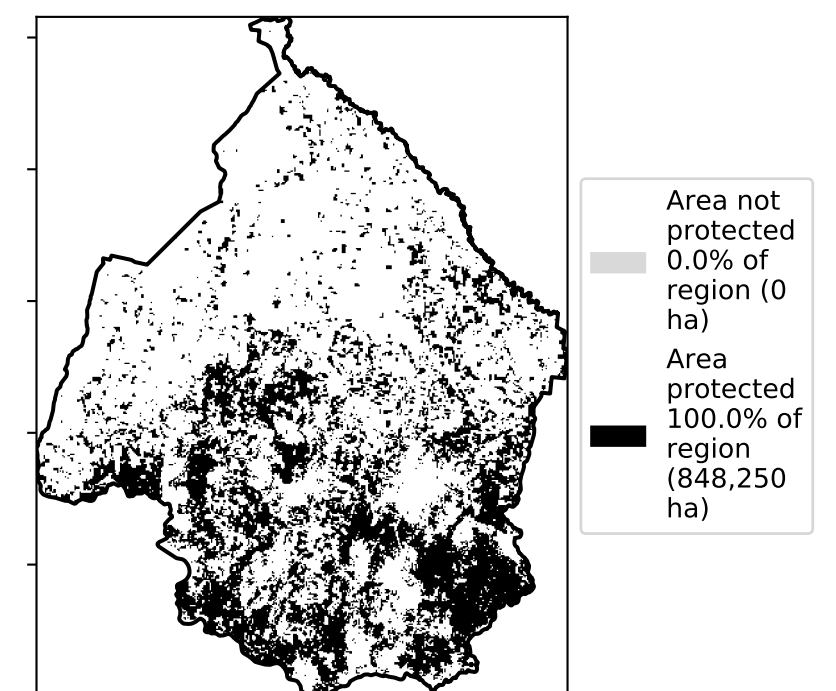 Area not
protected
0.0% of
region (0
ha)
Area
protected
100.0% of
region
(848,250
ha)